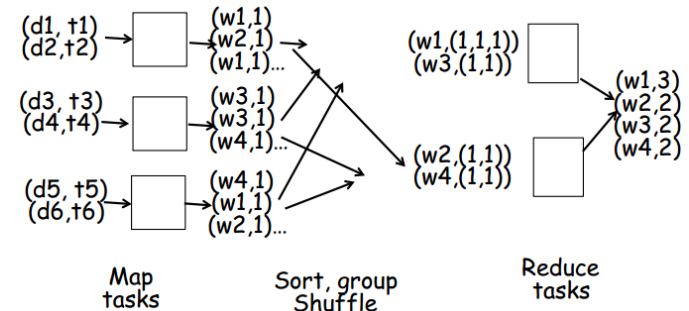 (d1, t1)
(d2,t2)
(w1,1)
(w2,1)
(w1,1)...
(d3, t3)
(d4,t4)
(w3,1)
(w3,1)
(w4,1)...
(d5, t5)
(d6,t6)
(w4,1)
(w1,1)
(w2,1)...
(w1,(1,1,1))
(w3,(1,1))
(w2,(1,1))
(w4,(1,1))
(w1,3)
(w2,2)
(w3,2)
(w4,2)
Map
tasks
Sort, group
Shuffle
Reduce
tasks